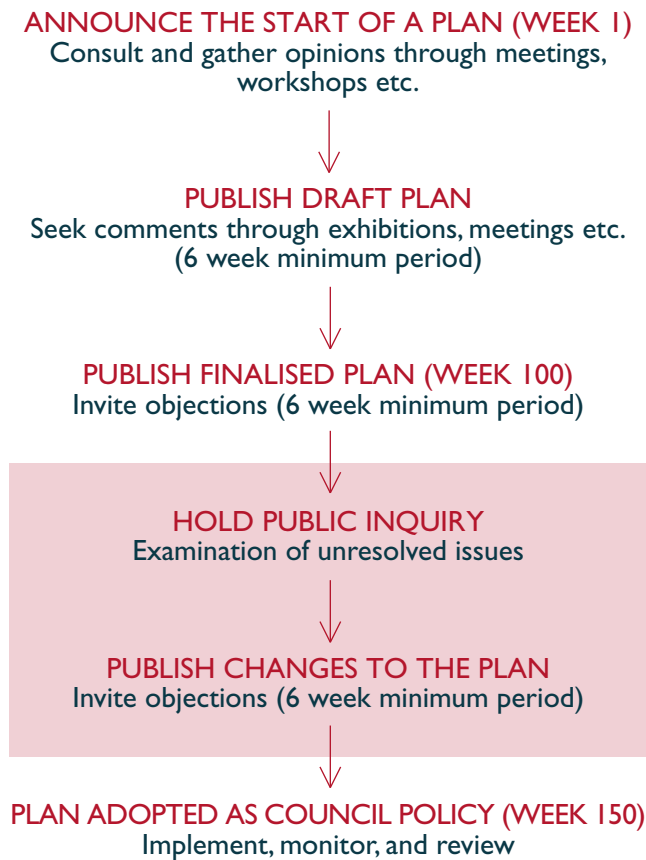 ANNOUNCE THE START OF A PLAN (WEEK 1)
Consult and gather opinions through meetings,
workshops etc.
PUBLISH DRAFT PLAN
Seek comments through exhibitions, meetings etc.
(6 week minimum period)
PUBLISH FINALISED PLAN (WEEK 100)
Invite objections (6 week minimum period)
HOLD PUBLIC INQUIRY
Examination of unresolved issues
PUBLISH CHANGES TO THE PLAN
Invite objections (6 week minimum period)
PLAN ADOPTED AS COUNCIL POLICY (WEEK 150)
Implement, monitor, and review